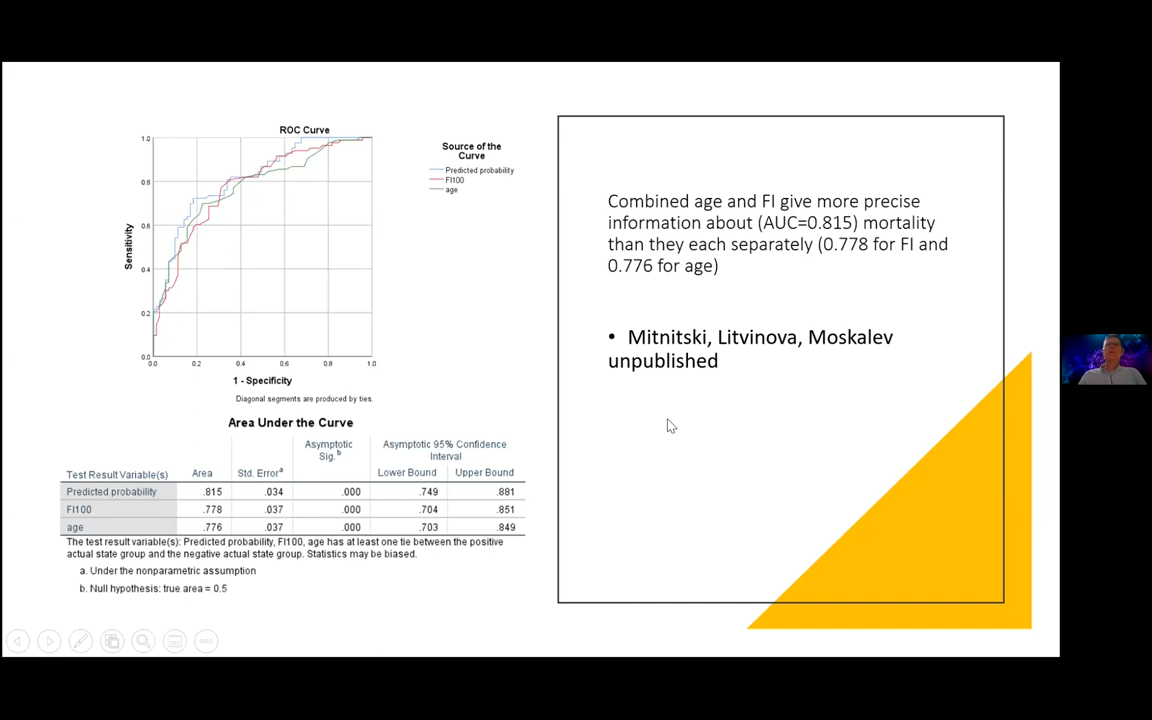 ROC Curve
1.0
0.8
0.6
0.4
0.2
0.0
Sensitivity
0.0 0.2 0.4 0.6 0.8 1.0
1 - Specificity
Diagonal segments are produced by ties.
Source of the
Curve
Predicted probability
FI100
age
Area Under the Curve
Test Result Variable(s) Area Std. Errorᵃ Asymptotic Sig.ᵇ Asymptotic 95% Confidence Interval
Lower Bound Upper Bound
Predicted probability .815 .034 .000 .749 .881
FI100 .778 .037 .000 .704 .851
age .776 .037 .000 .703 .849
The test result variable(s): Predicted probability, FI100, age has at least one tie between the positive
actual state group and the negative actual state group. Statistics may be biased.
a. Under the nonparametric assumption
b. Null hypothesis: true area = 0.5
Combined age and FI give more precise
information about (AUC=0.815) mortality
than they each separately (0.778 for FI and
0.776 for age)
• Mitnitski, Litvinova, Moskalev
unpublished